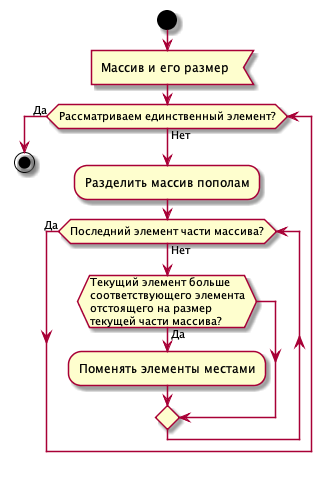 Массив и его размер
Да
Рассматриваем единственный элемент?
Нет
Разделить массив пополам
Да
Последний элемент части массива?
Нет
Текущий элемент больше
соответствующего элемента
отстоящего на размер
текущей части массива?
Да
Поменять элементы местами